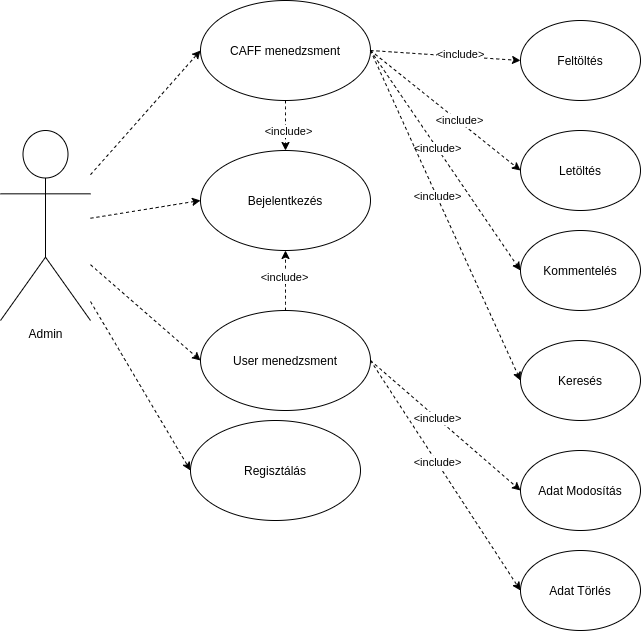 CAFF menedzsment
<include>
Feltöltés
<include>
<include>
Letöltés
<include>
Bejelentkezés
<include>
Kommentelés
<include>
Admin
User menedzsment
Keresés
<include>
<include>
Regisztálás
Adat Modosítás
Adat Törlés